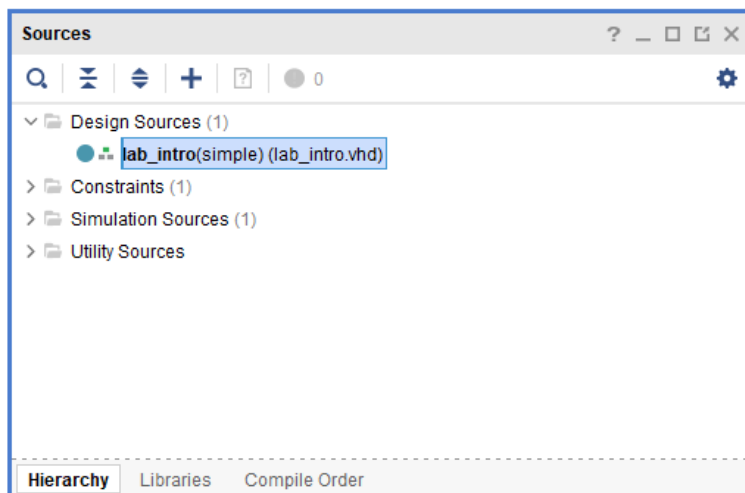 Sources
0
Design Sources (1)
lab_intro(simple) (lab_intro.vhd)
Constraints (1)
Simulation Sources (1)
Utility Sources
Hierarchy Libraries Compile Order